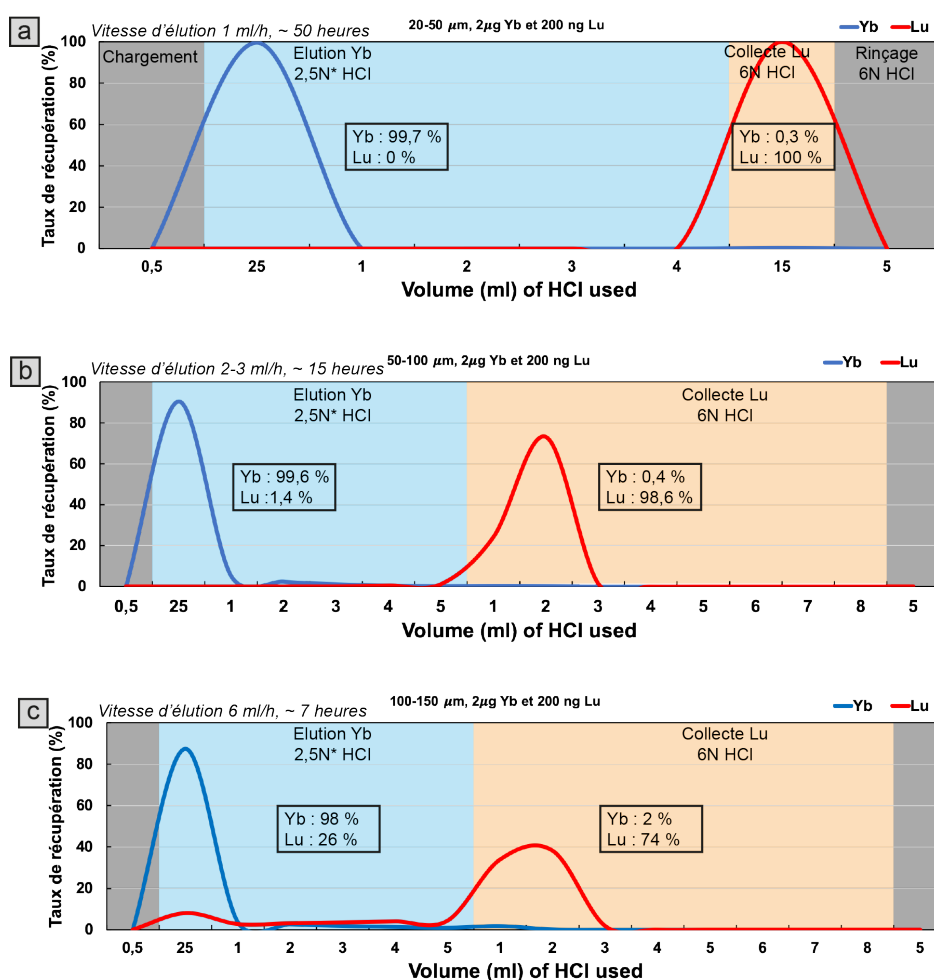 a
Vitesse d'élution 1 ml/h, ~ 50 heures
20-50 µm, 2µg Yb et 200 ng Lu
Yb Lu
Taux de récupération (%)
100
80
60
40
20
0
Chargement
Elution Yb
2,5N* HCl
Collecte Lu
6N HCl
Rinçage
6N HCl
Yb : 99,7 %
Lu : 0 %
Yb : 0,3 %
Lu : 100 %
0,5 25 1 2 3 4 15 5
Volume (ml) of HCl used
b
Vitesse d'élution 2-3 ml/h, ~ 15 heures
50-100 µm, 2µg Yb et 200 ng Lu
Yb Lu
Taux de récupération (%)
100
80
60
40
20
0
Elution Yb
2,5N* HCl
Collecte Lu
6N HCl
Yb : 99,6 %
Lu :1,4 %
Yb : 0,4 %
Lu : 98,6 %
0,5 25 1 2 3 4 5 1 2 3 4 5 6 7 8 5
Volume (ml) of HCl used
c
Vitesse d'élution 6 ml/h, ~ 7 heures
100-150 µm, 2µg Yb et 200 ng Lu
Yb Lu
Taux de récupération (%)
100
80
60
40
20
0
Elution Yb
2,5N* HCl
Collecte Lu
6N HCl
Yb : 98 %
Lu : 26 %
Yb : 2 %
Lu : 74 %
0,5 25 1 2 3 4 5 1 2 3 4 5 6 7 8 5
Volume (ml) of HCl used